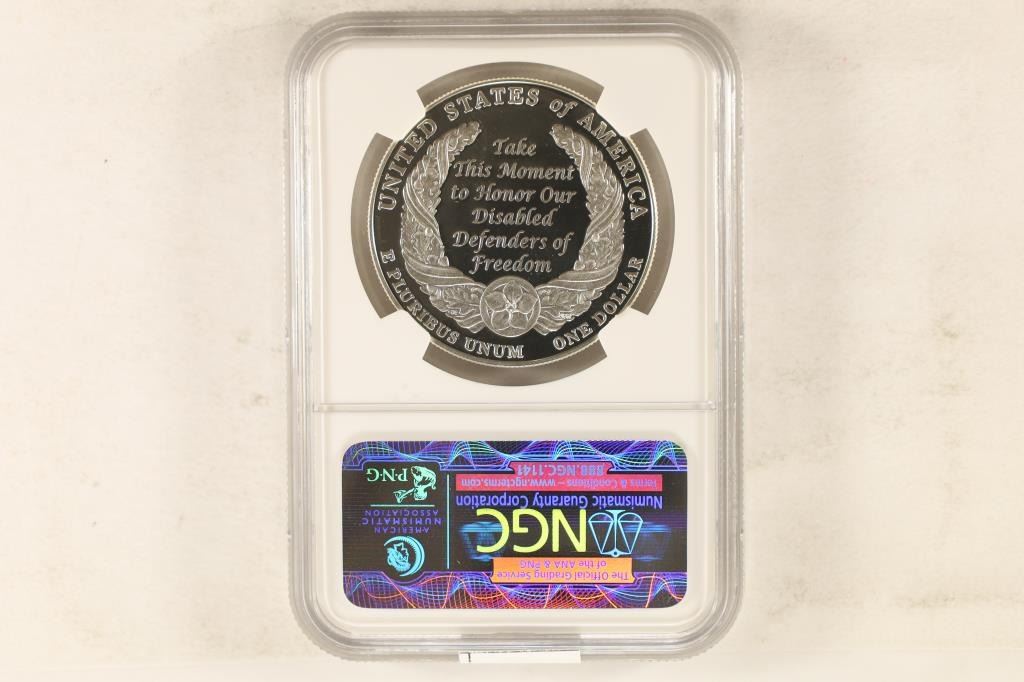 UNITED STATES of AMERICA
Take
This Moment
to Honor Our
Disabled
Defenders of
Freedom
E PLURIBUS UNUM
ONE DOLLAR
The Official Grading Service
of the ANA & PNG
NGC
Numismatic Guaranty Corporation
Terms & Conditions – www.ngcterms.com
888.NGC.1141
AMERICAN
NUMISMATIC
ASSOCIATION
P·N·G